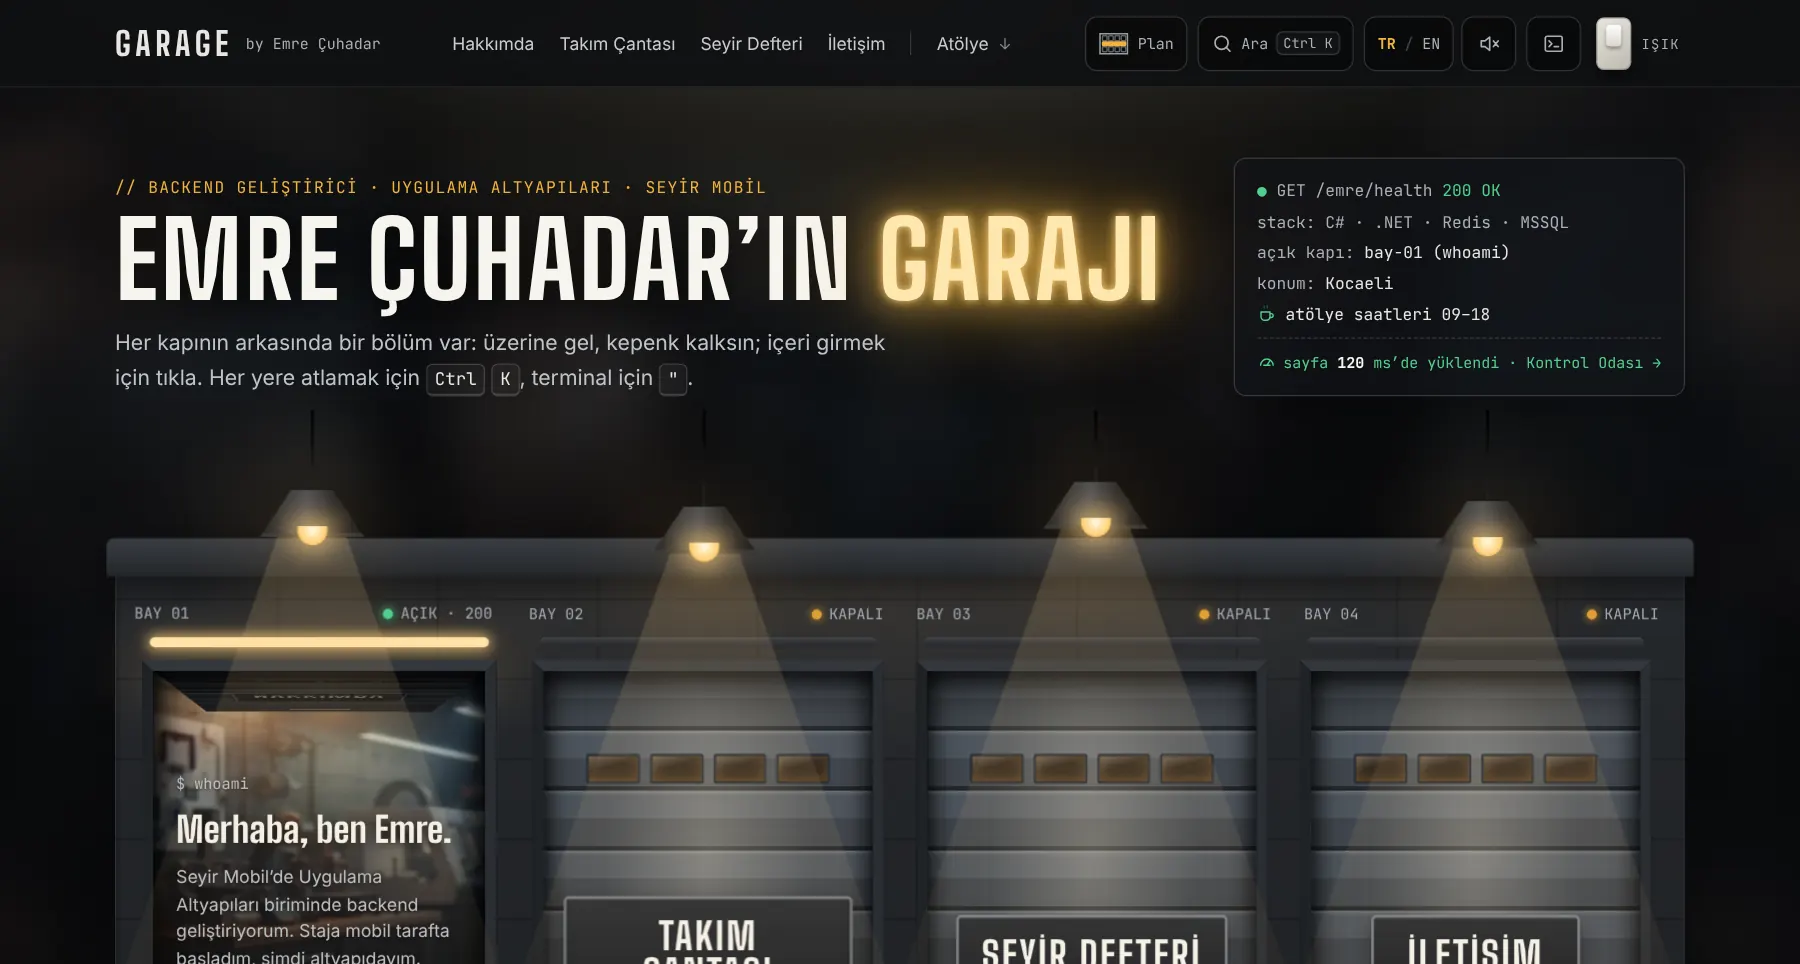 GARAGE by Emre Çuhadar Hakkımda Takım Çantası Seyir Defteri İletişim Atölye ↓ Plan Ara Ctrl K TR / EN IŞIK
// BACKEND GELİŞTİRİCİ · UYGULAMA ALTYAPILARI · SEYİR MOBİL
EMRE ÇUHADAR’IN GARAJI
Her kapının arkasında bir bölüm var: üzerine gel, kepenk kalksın; içeri girmek
için tıkla. Her yere atlamak için Ctrl K, terminal için ".
GET /emre/health 200 OK
stack: C# · .NET · Redis · MSSQL
açık kapı: bay-01 (whoami)
konum: Kocaeli
atölye saatleri 09–18
sayfa 120 ms’de yüklendi · Kontrol Odası →
BAY 01 AÇIK · 200
BAY 02 KAPALI
BAY 03 KAPALI
BAY 04 KAPALI
HAKKIMDA
$ whoami
Merhaba, ben Emre.
Seyir Mobil’de Uygulama
Altyapıları biriminde backend
geliştiriyorum. Staja mobil tarafta
başladım, şimdi altyapıdayım.
TAKIM
ÇANTASI
SEYİR DEFTERİ
İLETİŞİM